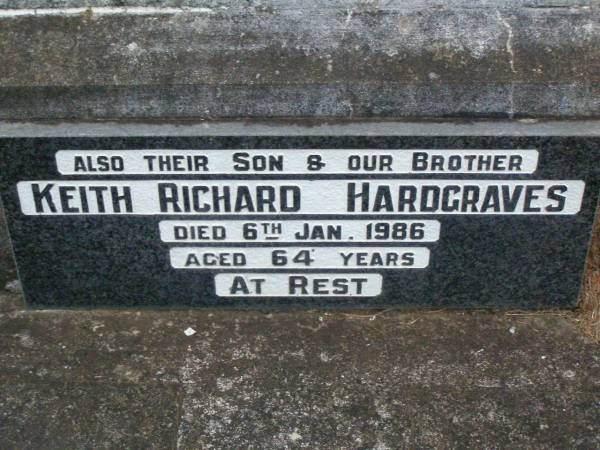 ALSO THEIR SON & OUR BROTHER
KEITH RICHARD HARDGRAVES
DIED 6TH JAN. 1986
AGED 64 YEARS
AT REST